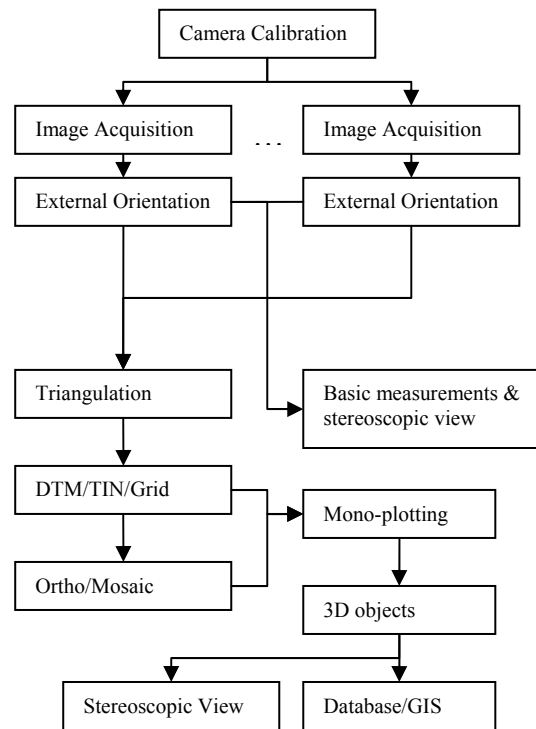 Camera Calibration
Image Acquisition
...
Image Acquisition
External Orientation
External Orientation
Triangulation
Basic measurements &
stereoscopic view
DTM/TIN/Grid
Mono-plotting
Ortho/Mosaic
3D objects
Stereoscopic View
Database/GIS